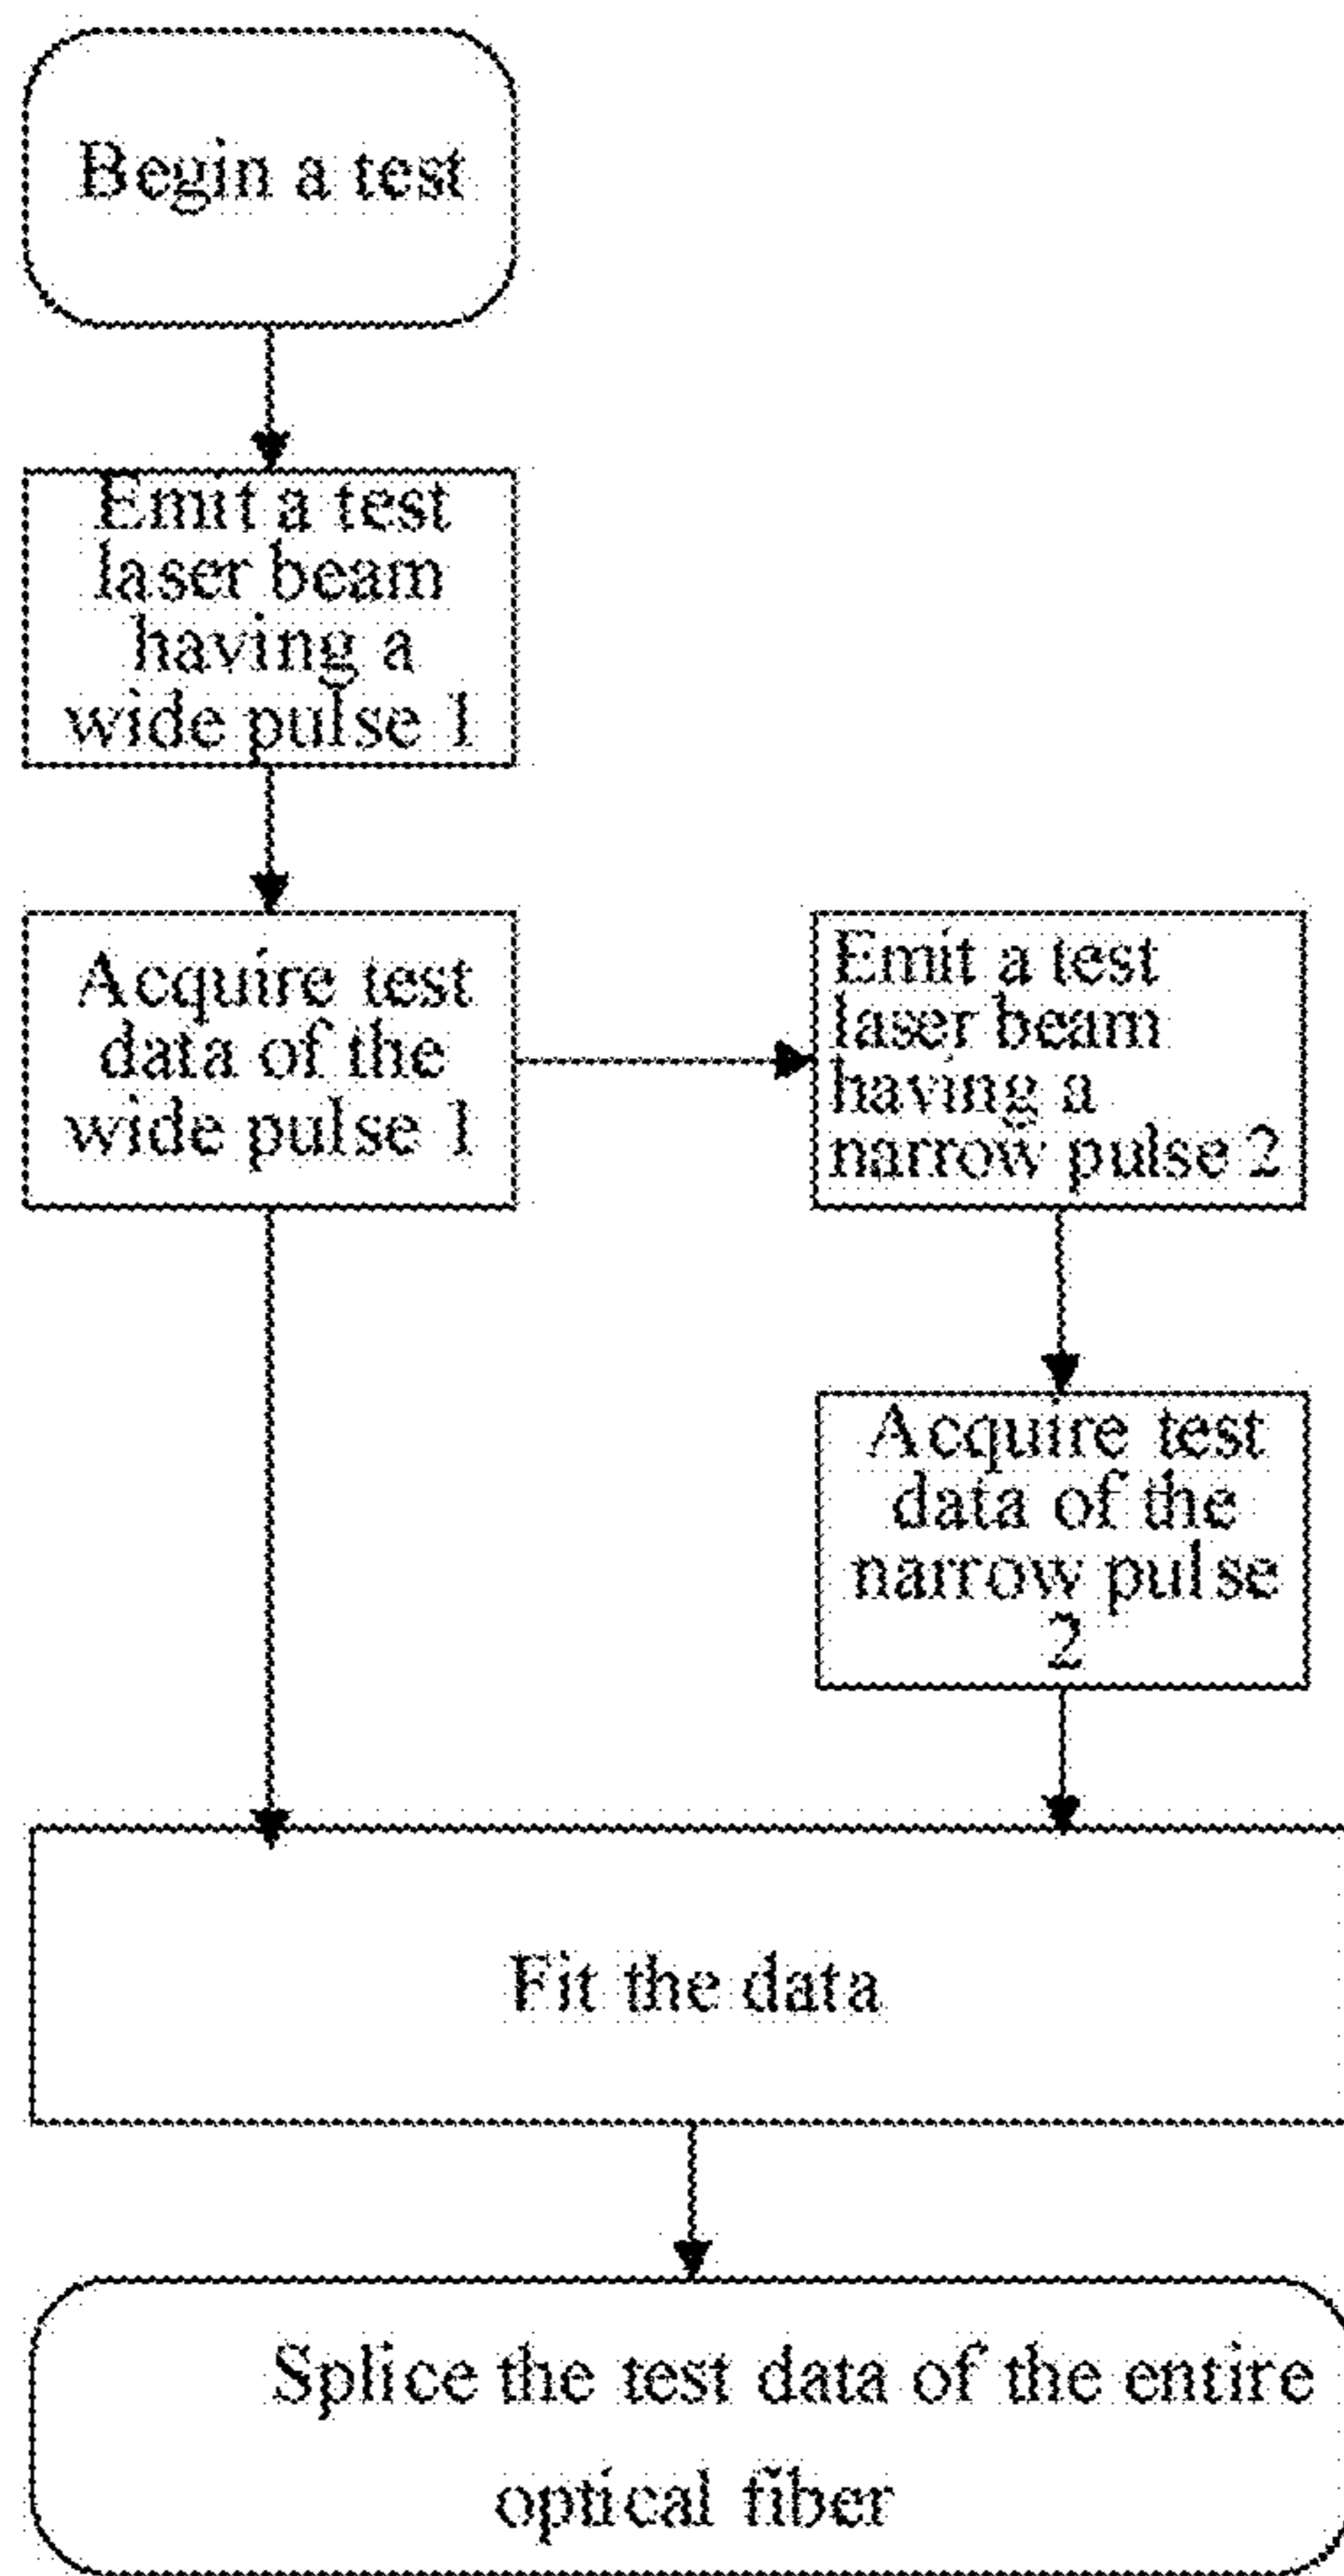 Begin a test
Emit a test
laser beam
having a
wide pulse 1
Acquire test
data of the
wide pulse 1
Emit a test
laser beam
having a
narrow pulse 2
Acquire test
data of the
narrow pulse
2
Fit the data
Splice the test data of the entire
optical fiber